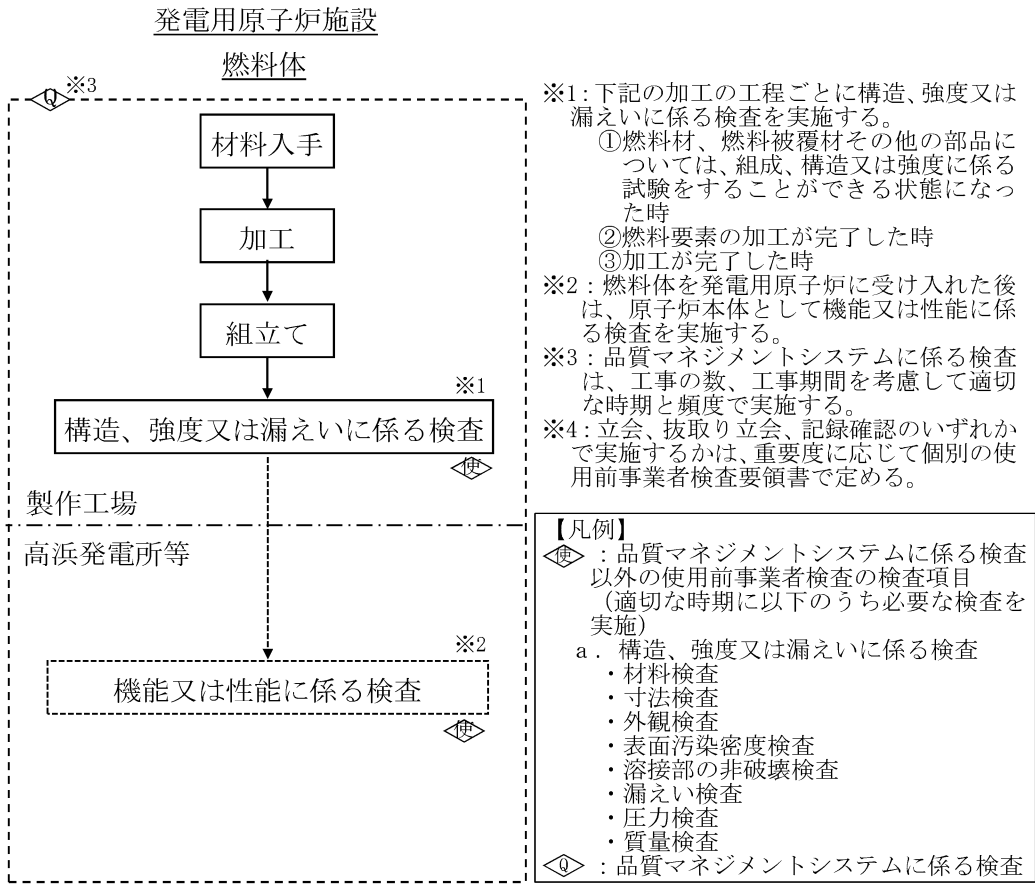 発電用原子炉施設
燃料体
Q ※3
材料入手
加工
組立て
※1
構造、強度又は漏えいに係る検査
使
製作工場
高浜発電所等
※2
機能又は性能に係る検査
使
※1:下記の加工の工程ごとに構造、強度又は
漏えいに係る検査を実施する。
①燃料材、燃料被覆材その他の部品に
ついては、組成、構造又は強度に係る
試験をすることができる状態になっ
た時
②燃料要素の加工が完了した時
③加工が完了した時
※2:燃料体を発電用原子炉に受け入れた後
は、原子炉本体として機能又は性能に係
る検査を実施する。
※3:品質マネジメントシステムに係る検査
は、工事の数、工事期間を考慮して適切
な時期と頻度で実施する。
※4:立会、抜取り立会、記録確認のいずれか
で実施するかは、重要度に応じて個別の使
用前事業者検査要領書で定める。
【凡例】
使 :品質マネジメントシステムに係る検査
以外の使用前事業者検査の検査項目
(適切な時期に以下のうち必要な検査を
実施)
a.構造、強度又は漏えいに係る検査
・材料検査
・寸法検査
・外観検査
・表面汚染密度検査
・溶接部の非破壊検査
・漏えい検査
・圧力検査
・質量検査
Q :品質マネジメントシステムに係る検査